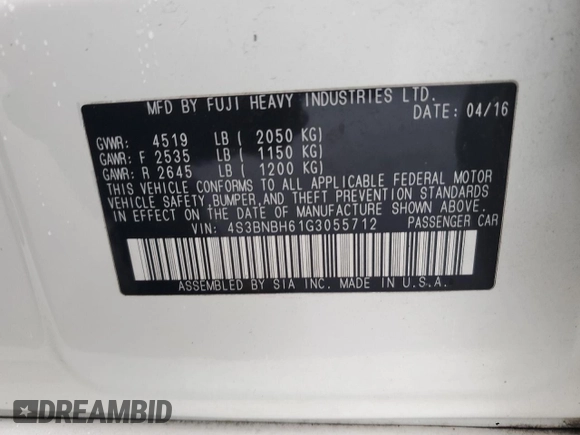 MFD BY FUJI HEAVY INDUSTRIES LTD.
DATE: 04/16
GVWR: 4519 LB ( 2050 KG)
GAWR: F 2535 LB ( 1150 KG)
GAWR: R 2645 LB ( 1200 KG)
THIS VEHICLE CONFORMS TO ALL APPLICABLE FEDERAL MOTOR
VEHICLE SAFETY,BUMPER,AND THEFT PREVENTION STANDARDS
IN EFFECT ON THE DATE OF MANUFACTURE SHOWN ABOVE.
VIN: 4S3BNBH61G3055712 PASSENGER CAR
ASSEMBLED BY SIA INC. MADE IN U.S.A.
DREAMBID